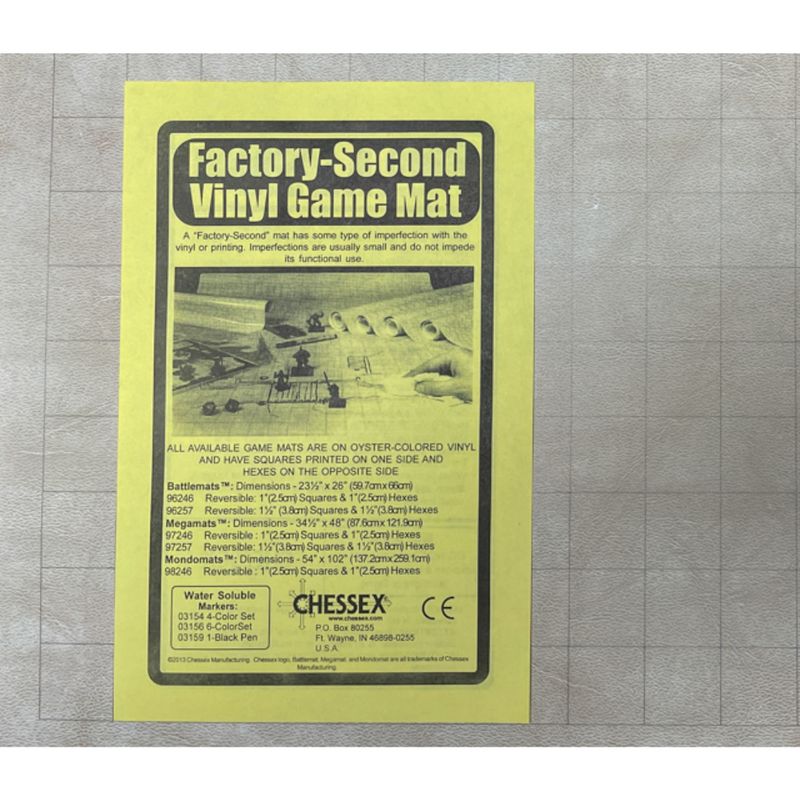 Factory-Second
Vinyl Game Mat
A "Factory-Second" mat has some type of imperfection with the
vinyl or printing. Imperfections are usually small and do not impede
its functional use.
ALL AVAILABLE GAME MATS ARE ON OYSTER-COLORED VINYL
AND HAVE SQUARES PRINTED ON ONE SIDE AND
HEXES ON THE OPPOSITE SIDE
Battlemats™: Dimensions - 23½" x 26" (59.7cm x 66cm)
96246 Reversible: 1"(2.5cm) Squares & 1"(2.5cm) Hexes
96257 Reversible: 1½" (3.8cm) Squares & 1½"(3.8cm) Hexes
Megamats™: Dimensions - 34½" x 48" (87.6cm x 121.9cm)
97246 Reversible : 1"(2.5cm) Squares & 1"(2.5cm) Hexes
97257 Reversible: 1½"(3.8cm) Squares & 1½"(3.8cm) Hexes
Mondomats™: Dimensions - 54" x 102" (137.2cm x 259.1cm)
98246 Reversible : 1"(2.5cm) Squares & 1"(2.5cm) Hexes
Water Soluble
Markers:
03154 4-Color Set
03156 6-ColorSet
03159 1-Black Pen
CHESSEX®
www.chessex.com
P.O. Box 80255
Ft. Wayne, IN 46898-0255
U.S.A.
CE
©2013 Chessex Manufacturing. Chessex logo, Battlemat, Megamat, and Mondomat are all trademarks of Chessex
Manufacturing.